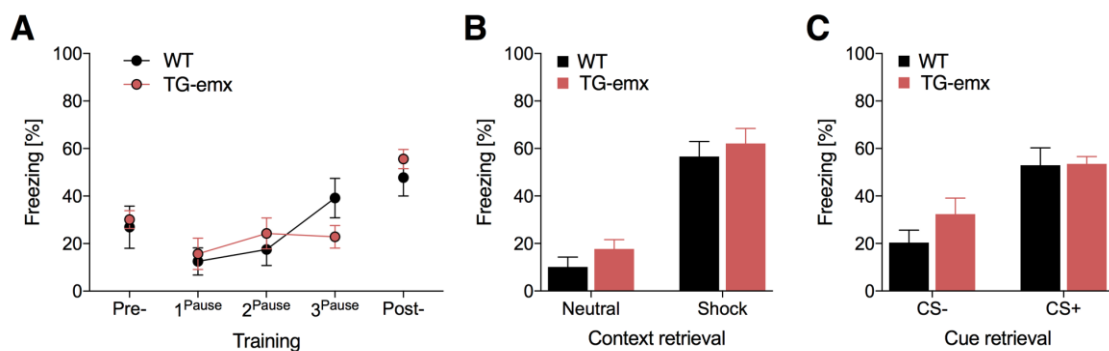 A
WT
TG-emx
100
80
60
40
20
0
Freezing [%]
Pre-
1Pause
2Pause
3Pause
Post-
Training
B
WT
TG-emx
100
80
60
40
20
0
Freezing [%]
Neutral
Shock
Context retrieval
C
WT
TG-emx
100
80
60
40
20
0
Freezing [%]
CS-
CS+
Cue retrieval